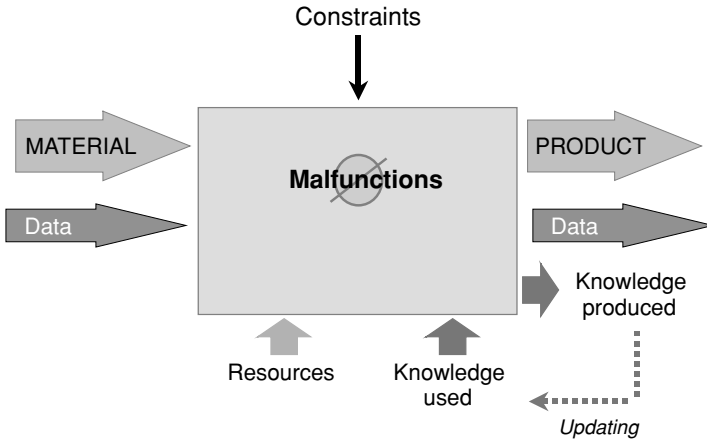 Constraints
MATERIAL
PRODUCT
Malfunctions
Data
Data
Knowledge
produced
Resources
Knowledge
used
Updating